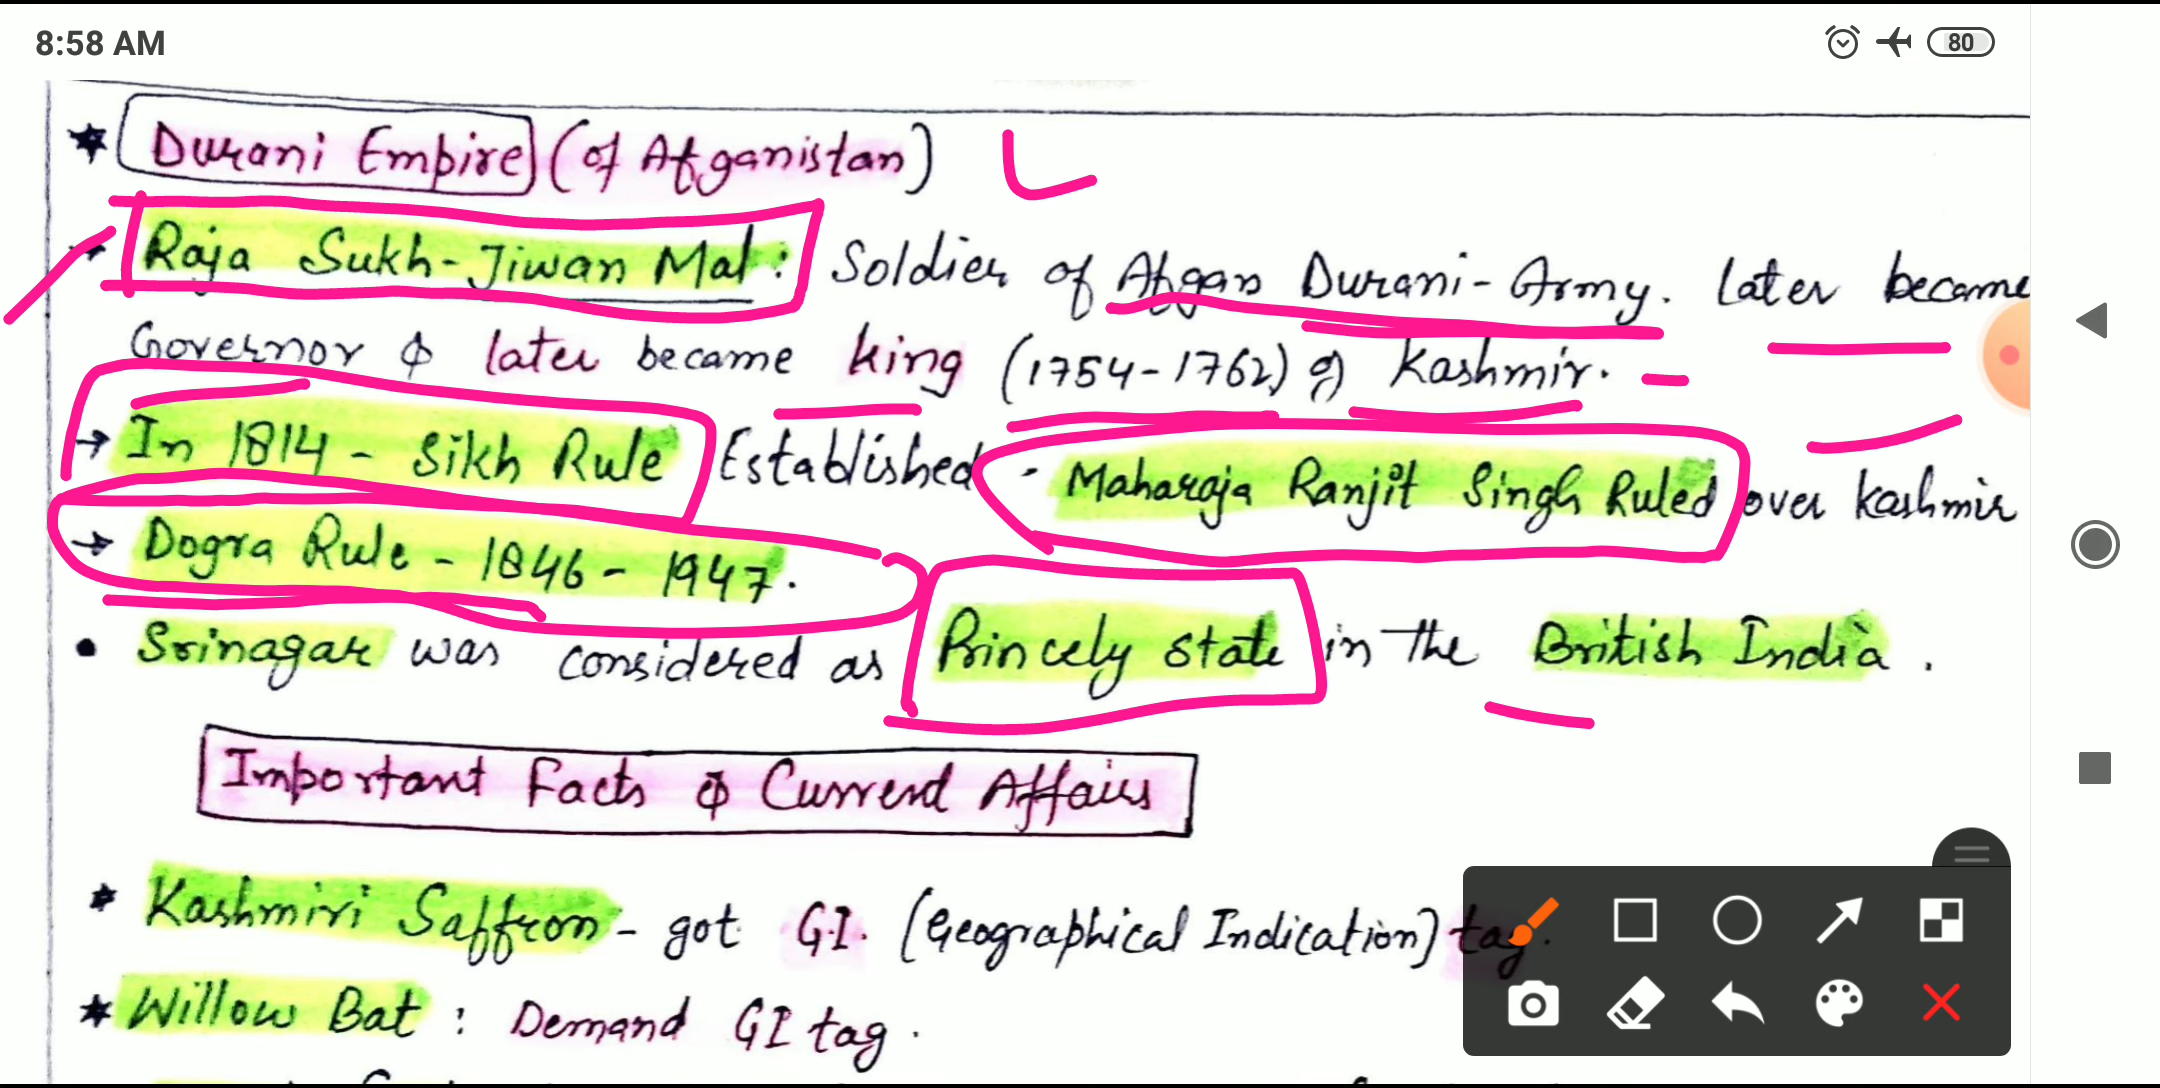 8:58 AM
80
Durani Empire (of Afganistan)
Raja Sukh-Jiwan Mal: Soldier of Afgan Durani-Army. later became
Governor & later became king (1754-1762) of Kashmir.
→ In 1814 - Sikh Rule Established - Maharaja Ranjit Singh Ruled over Kashmir
→ Dogra Rule - 1846 - 1947.
• Srinagar was considered as Princely state in the British India.
Important Facts & Current Affairs
Kashmiri Saffron - got G.I. (Geographical Indication) tag.
Willow Bat: Demand GI tag.